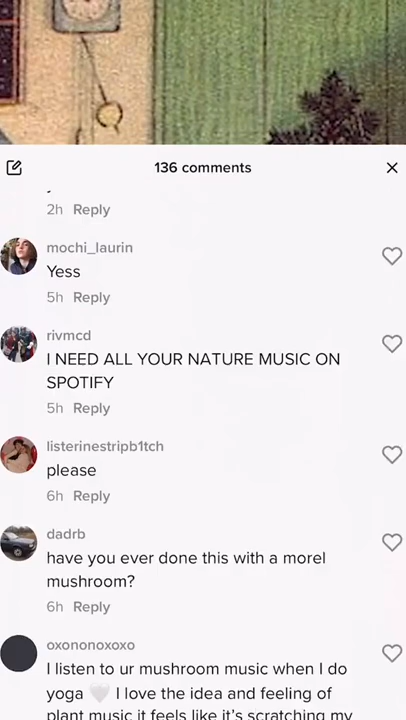 136 comments
2h Reply
mochi_laurin
Yess
5h Reply
rivmcd
I NEED ALL YOUR NATURE MUSIC ON
SPOTIFY
5h Reply
listerinestripb1tch
please
6h Reply
dadrb
have you ever done this with a morel
mushroom?
6h Reply
oxononoxoxo
I listen to ur mushroom music when I do
yoga 🤍 I love the idea and feeling of
plant music it feels like it's scratching my